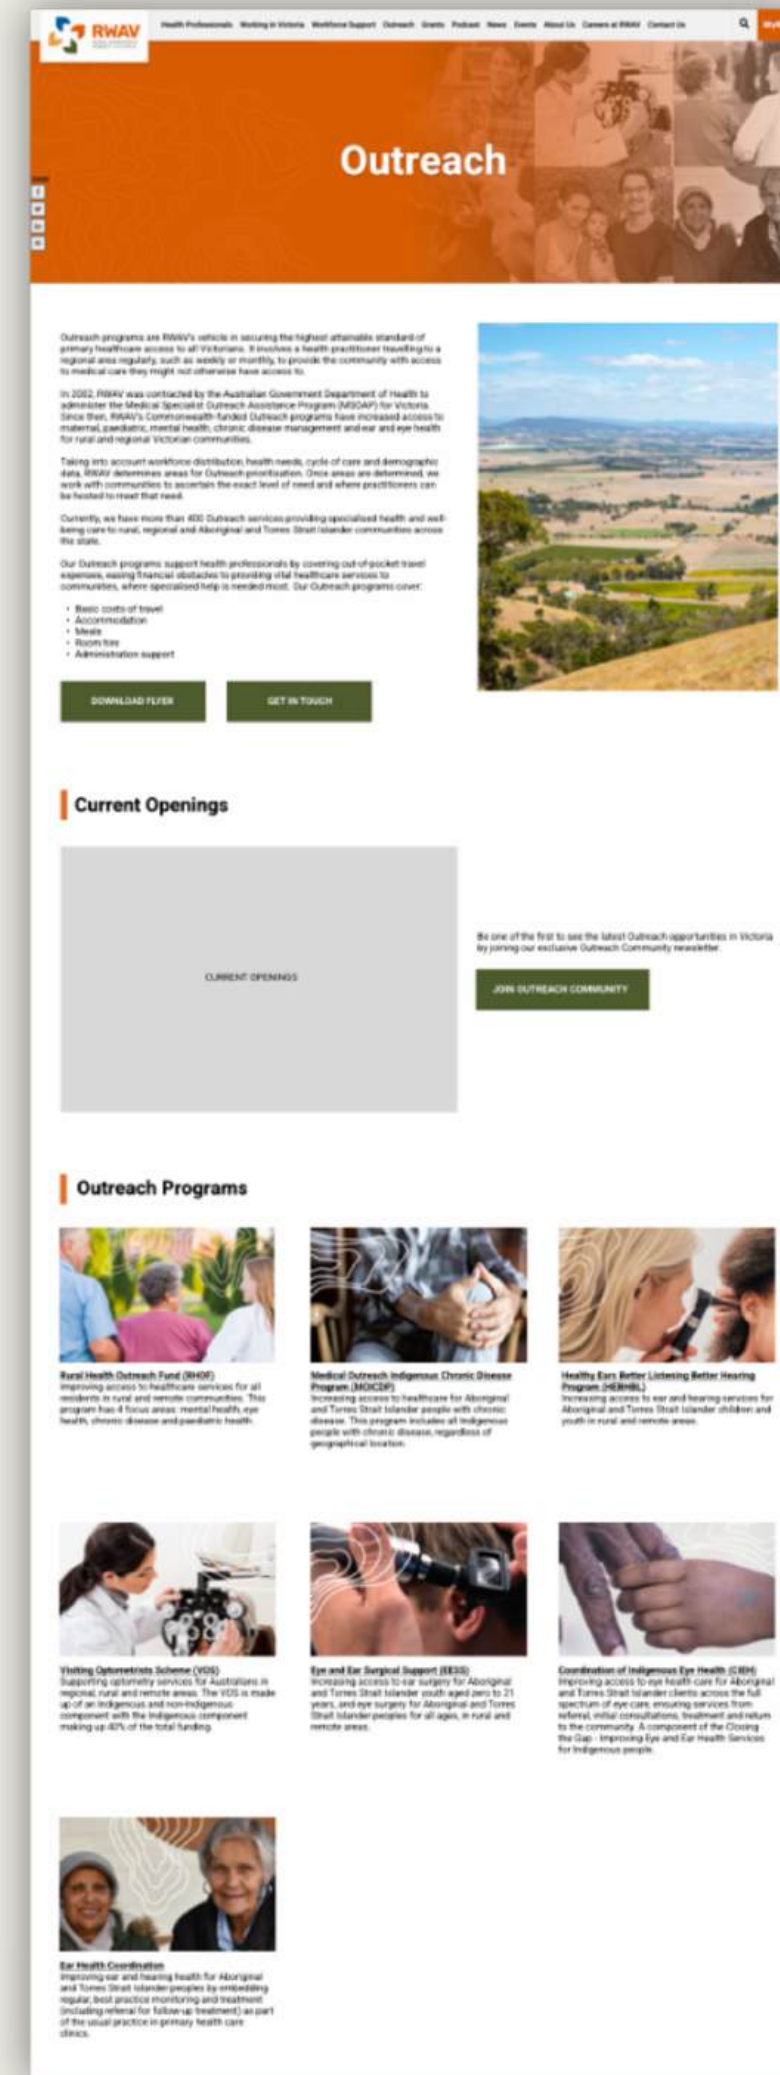 RWAV
Health Professionals Working in Victoria Workforce Support Outreach Grants Podcast News Events About Us Careers at RWAV Contact Us
Outreach
Outreach programs are RWAV's vehicle in securing the highest attainable standard of
primary healthcare access to all Victorians. It involves a health practitioner travelling to a
regional area regularly, such as weekly or monthly, to provide the community with access
to medical care they might not otherwise have access to.
In 2002, RWAV was contracted by the Australian Government Department of Health to
administer the Medical Specialist Outreach Assistance Program (MSOAP) for Victoria.
Since then, RWAV's Commonwealth-funded Outreach programs have increased access to
maternal, paediatric, mental health, chronic disease management and ear and eye health
for rural and regional Victorian communities.
Taking into account workforce distribution, health needs, cycle of care and demographic
data, RWAV determines areas for Outreach prioritisation. Once areas are determined, we
work with communities to ascertain the exact level of need and where practitioners can
be hosted to meet that need.
Currently, we have more than 400 Outreach services providing specialised health and well-
being care to rural, regional and Aboriginal and Torres Strait Islander communities across
the state.
Our Outreach programs support health professionals by covering out-of-pocket travel
expenses, easing financial obstacles to providing vital healthcare services to
communities, where specialised help is needed most. Our Outreach programs cover:
• Basic costs of travel
• Accommodation
• Meals
• Room hire
• Administration support
DOWNLOAD FLYER GET IN TOUCH
Current Openings
CURRENT OPENINGS
Be one of the first to see the latest Outreach opportunities in Victoria
by joining our exclusive Outreach Community newsletter.
JOIN OUTREACH COMMUNITY
Outreach Programs
Rural Health Outreach Fund (RHOF)
Improving access to healthcare services for all
residents in rural and remote communities. This
program has 4 focus areas: mental health, eye
health, chronic disease and paediatric health.
Medical Outreach Indigenous Chronic Disease
Program (MOICDP)
Increasing access to healthcare for Aboriginal
and Torres Strait Islander people with chronic
disease. This program includes all Indigenous
people with chronic disease, regardless of
geographical location.
Healthy Ears Better Listening Better Hearing
Program (HEBHBL)
Increasing access to ear and hearing services for
Aboriginal and Torres Strait Islander children and
youth in rural and remote areas.
Visiting Optometrists Scheme (VOS)
Supporting optometry services for Australians in
regional, rural and remote areas. The VOS is made
up of an Indigenous and non-Indigenous
component with the Indigenous component
making up 40% of the total funding.
Eye and Ear Surgical Support (EESS)
Increasing access to ear surgery for Aboriginal
and Torres Strait Islander youth aged zero to 21
years, and eye surgery for Aboriginal and Torres
Strait Islander peoples for all ages, in rural and
remote areas.
Coordination of Indigenous Eye Health (CIEH)
Improving access to eye health care for Aboriginal
and Torres Strait Islander clients across the full
spectrum of eye care, ensuring services from
referral, initial consultations, treatment and return
to the community. A component of the Closing
the Gap - Improving Eye and Ear Health Services
for Indigenous people.
Ear Health Coordination
Improving ear and hearing health for Aboriginal
and Torres Strait Islander peoples by embedding
regular, best practice monitoring and treatment
(including referral for follow-up treatment) as part
of the usual practice in primary health care
clinics.